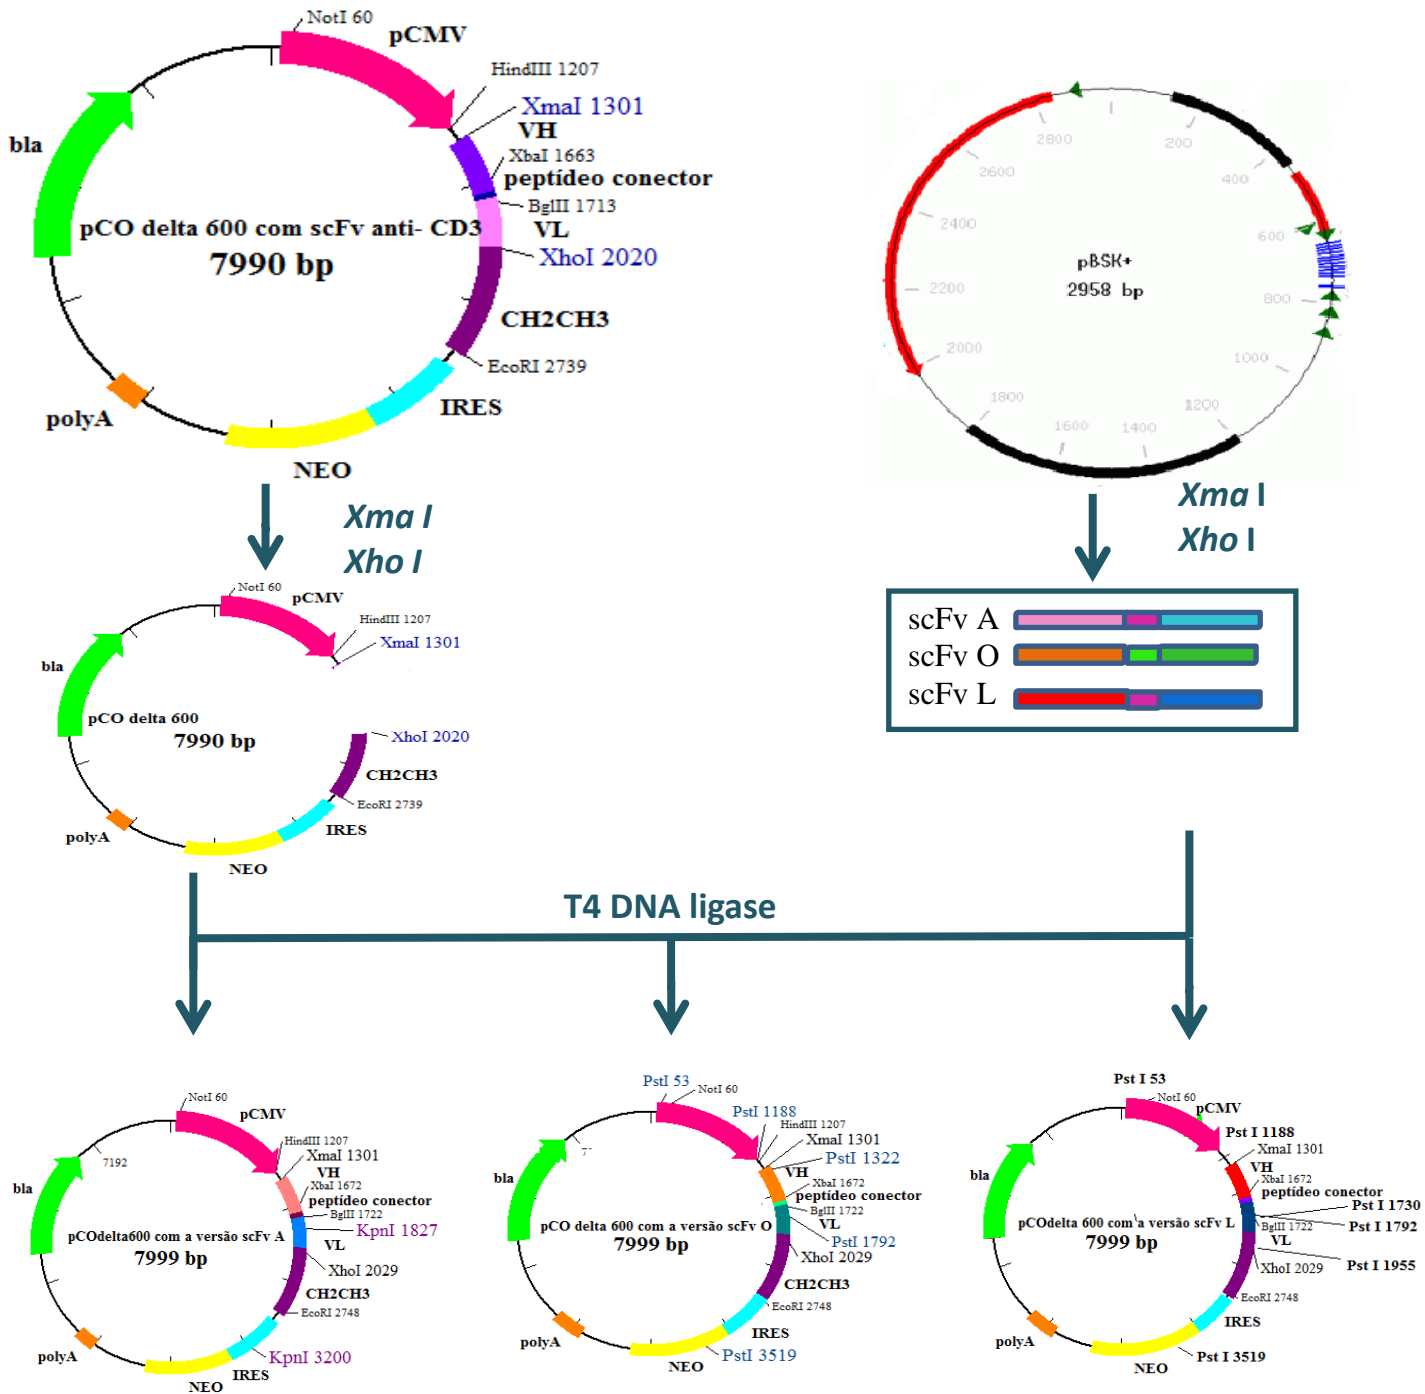 NotI 60
pCMV
HindIII 1207
XmaI 1301
VH
XbaI 1663
peptídeo conector
BglII 1713
VL
XhoI 2020
CH2CH3
EcoRI 2739
IRES
NEO
polyA
bla
pCO delta 600 com scFv anti- CD3
7990 bp
200
400
600
800
1000
1200
1400
1600
1800
2000
2200
2400
2600
2800
pBSK+
2958 bp
Xma I
Xho I
Xma I
Xho I
NotI 60
pCMV
HindIII 1207
XmaI 1301
bla
pCO delta 600
7990 bp
XhoI 2020
CH2CH3
EcoRI 2739
IRES
NEO
polyA
scFv A
scFv O
scFv L
T4 DNA ligase
NotI 60
pCMV
HindIII 1207
XmaI 1301
VH
XbaI 1672
peptídeo conector
BglII 1722
KpnI 1827
VL
XhoI 2029
CH2CH3
EcoRI 2748
IRES
KpnI 3200
NEO
polyA
bla
7192
pCOdelta600 com a versão scFv A
7999 bp
PstI 53
NotI 60
PstI 1188
HindIII 1207
XmaI 1301
PstI 1322
VH
XbaI 1672
peptídeo conector
BglII 1722
VL
PstI 1792
XhoI 2029
CH2CH3
EcoRI 2748
IRES
PstI 3519
NEO
polyA
bla
pCO delta 600 com a versão scFv O
7999 bp
Pst I 53
NotI 60
pCMV
Pst I 1188
XmaI 1301
VH
XbaI 1672
peptídeo conector
Pst I 1730
BglII 1722
Pst I 1792
VL
Pst I 1955
XhoI 2029
EcoRI 2748
IRES
Pst I 3519
NEO
polyA
bla
pCOdelta 600 com a versão scFv L
7999 bp